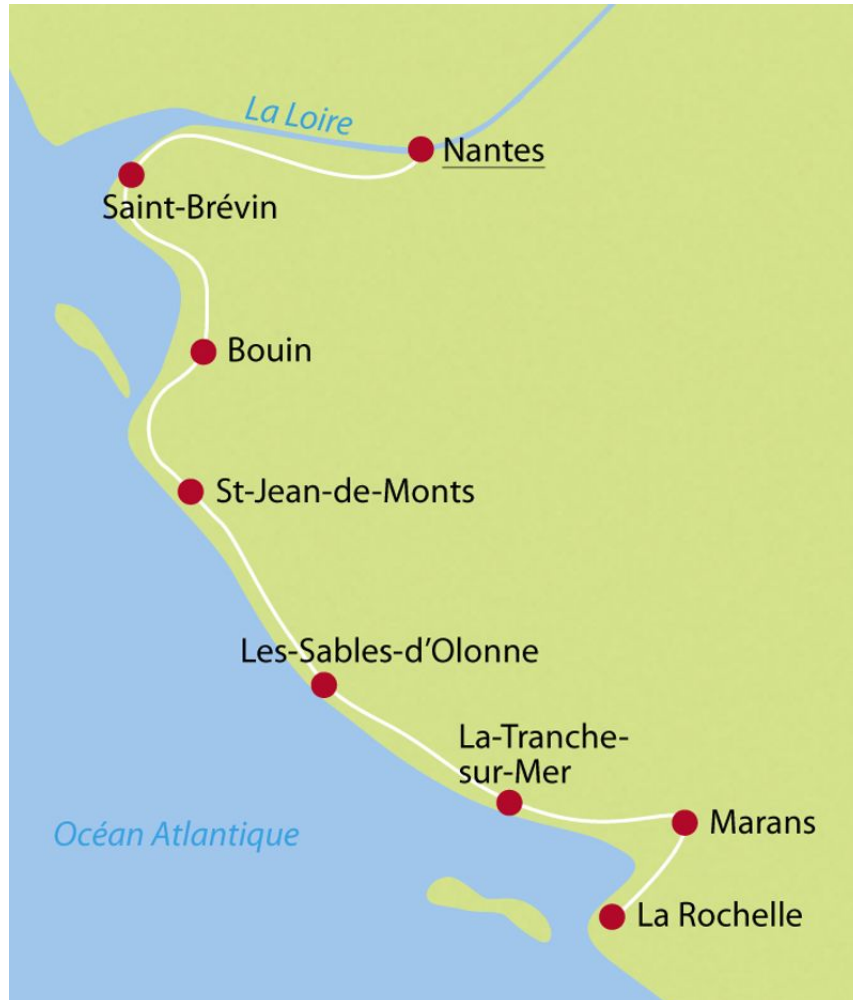 La Loire
Nantes
Saint-Brévin
Bouin
St-Jean-de-Monts
Les-Sables-d’Olonne
La-Tranche-
sur-Mer
Marans
Océan Atlantique
La Rochelle